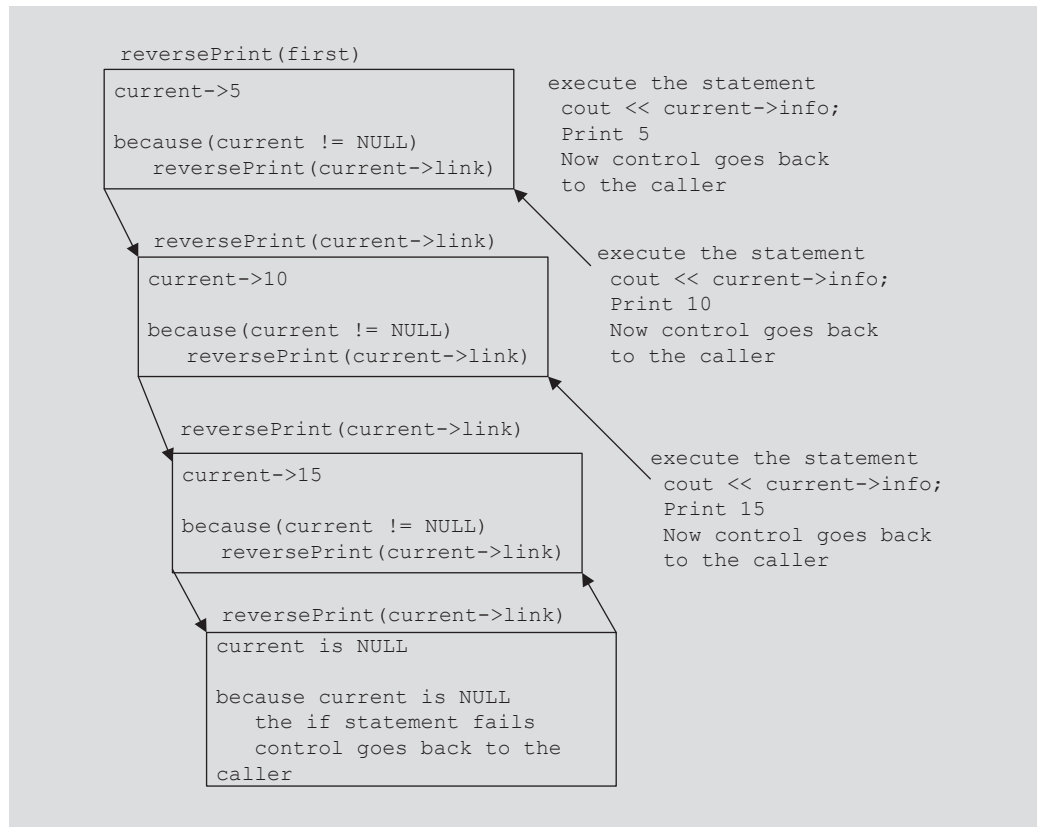 reversePrint(first)
current->5
because(current != NULL)
reversePrint(current->link)
execute the statement
cout << current->info;
Print 5
Now control goes back
to the caller
reversePrint(current->link)
current->10
because(current != NULL)
reversePrint(current->link)
execute the statement
cout << current->info;
Print 10
Now control goes back
to the caller
reversePrint(current->link)
current->15
because(current != NULL)
reversePrint(current->link)
execute the statement
cout << current->info;
Print 15
Now control goes back
to the caller
reversePrint(current->link)
current is NULL
because current is NULL
the if statement fails
control goes back to the
caller